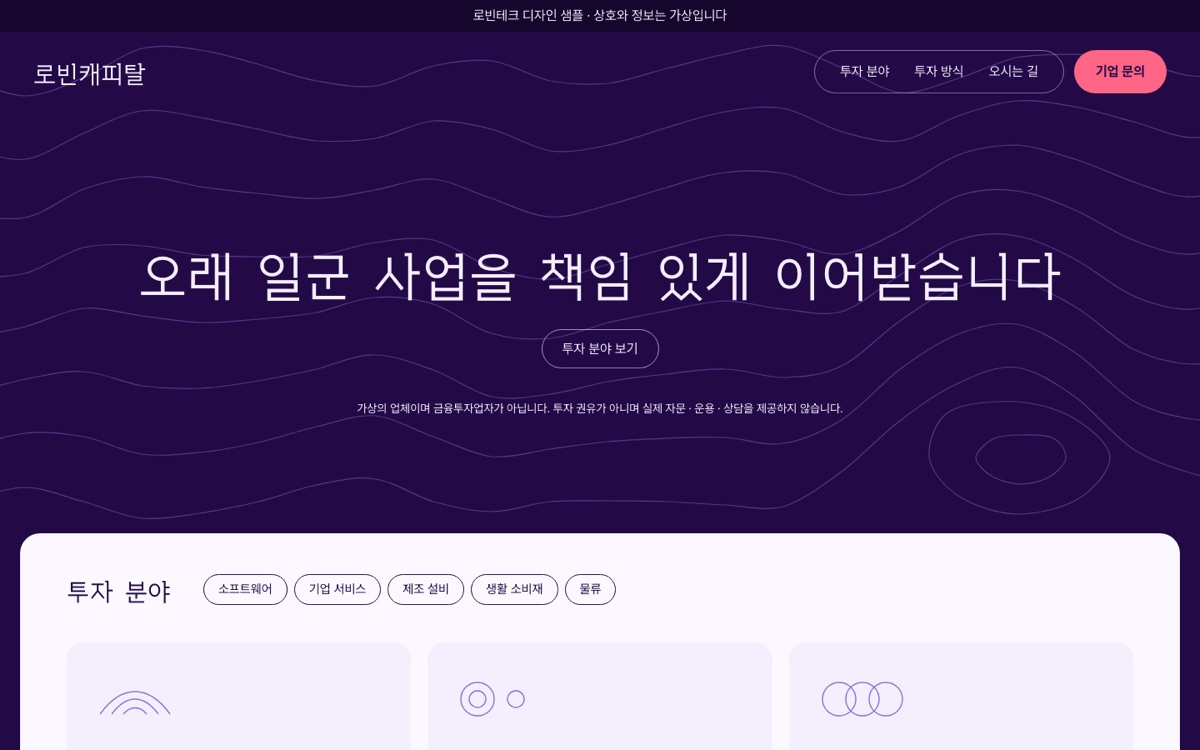 로빈테크 디자인 샘플 · 상호와 정보는 가상입니다
로빈캐피탈
투자 분야 투자 방식 오시는 길 기업 문의
오래 일군 사업을 책임 있게 이어받습니다
투자 분야 보기
가상의 업체이며 금융투자업자가 아닙니다. 투자 권유가 아니며 실제 자문 · 운용 · 상담을 제공하지 않습니다.
투자 분야 소프트웨어 기업 서비스 제조 설비 생활 소비재 물류